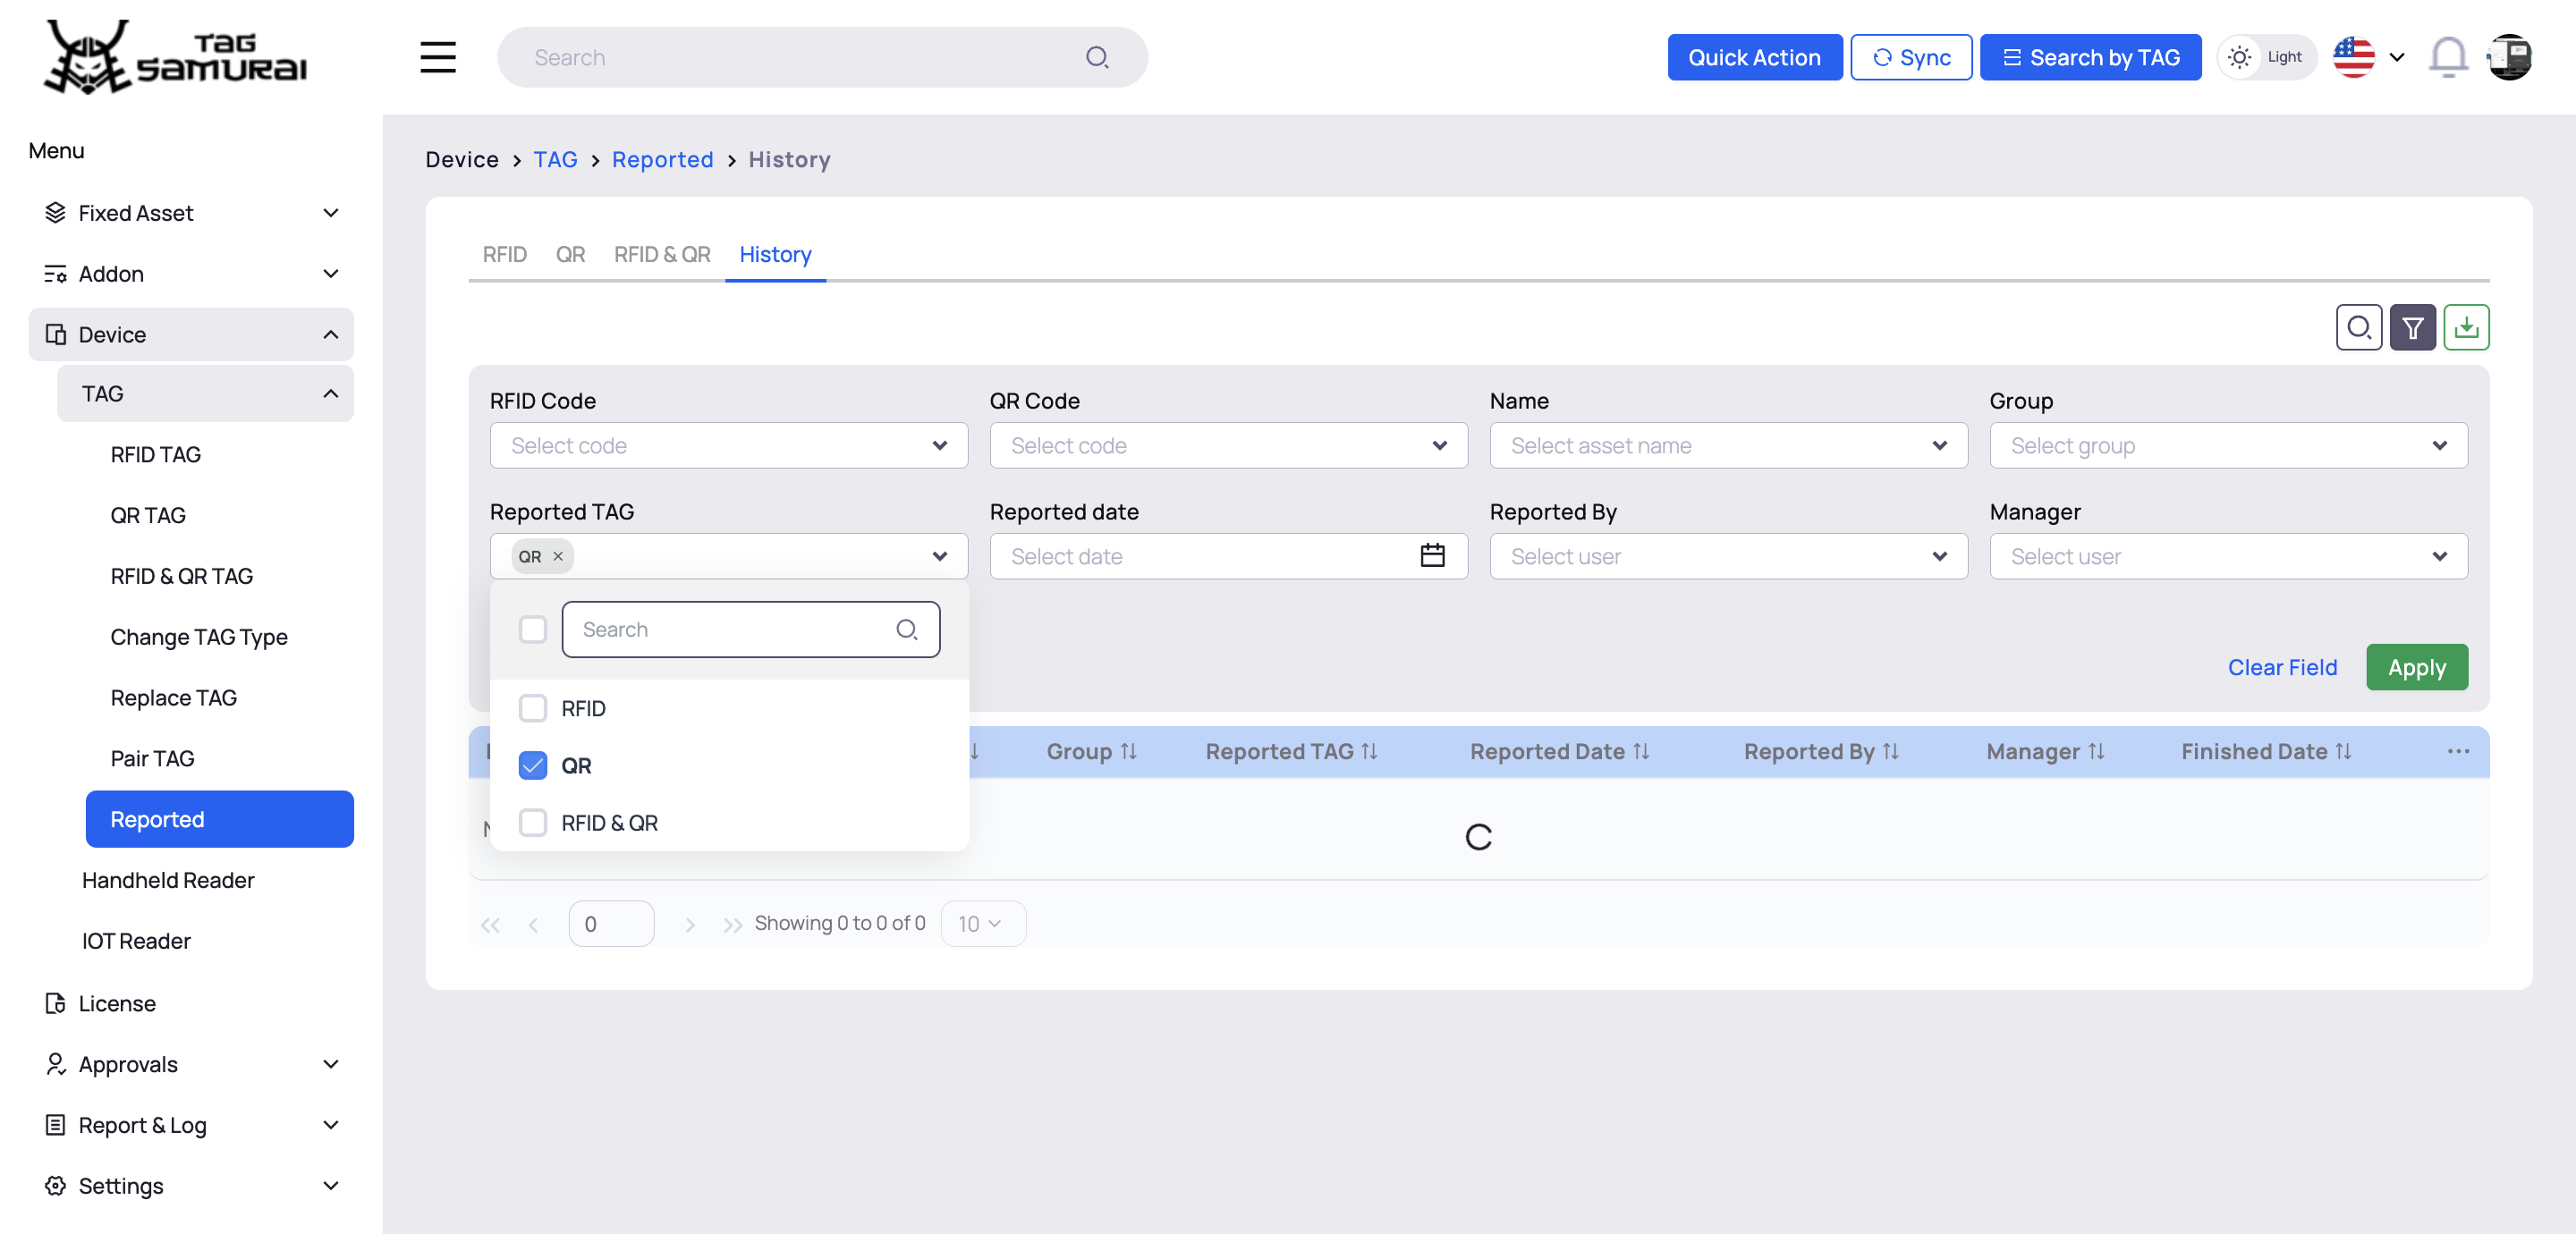 TAG SAMURAI
Search
Quick Action
Sync
Search by TAG
Light
Menu
Fixed Asset
Addon
Device
TAG
RFID TAG
QR TAG
RFID & QR TAG
Change TAG Type
Replace TAG
Pair TAG
Reported
Handheld Reader
IOT Reader
License
Approvals
Report & Log
Settings
Device > TAG > Reported > History
RFID QR RFID & QR History
RFID Code QR Code Name Group
Select code Select code Select asset name Select group
Reported TAG Reported date Reported By Manager
QR × Select date Select user Select user
Search
RFID
QR
RFID & QR
Clear Field Apply
Group Reported TAG Reported Date Reported By Manager Finished Date ...
0 Showing 0 to 0 of 0 10